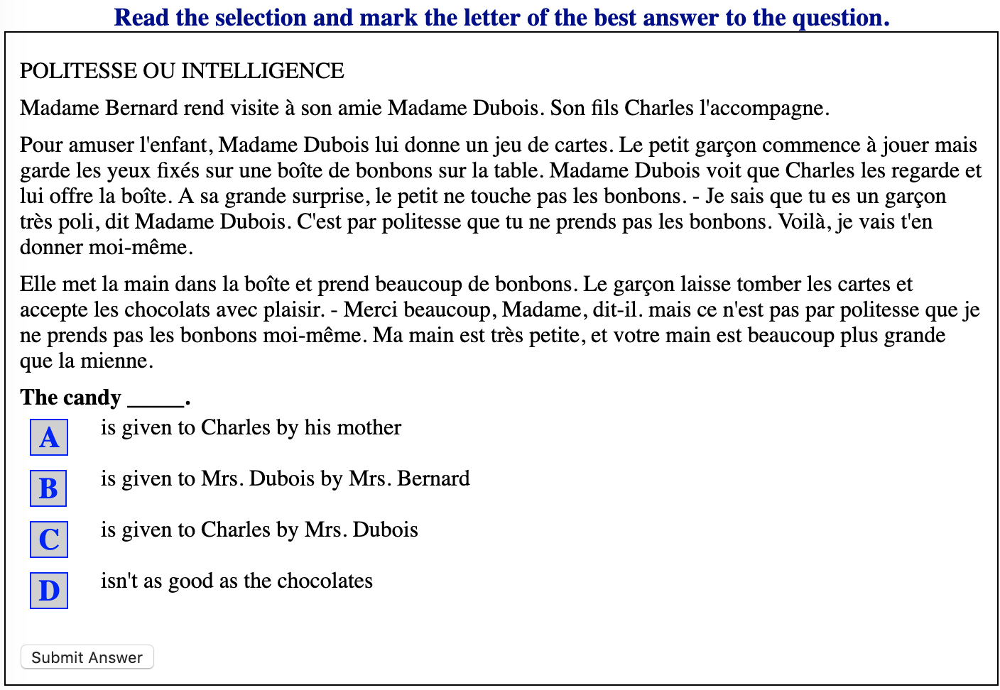 Read the selection and mark the letter of the best answer to the question.
POLITESSE OU INTELLIGENCE
Madame Bernard rend visite à son amie Madame Dubois. Son fils Charles l'accompagne.
Pour amuser l'enfant, Madame Dubois lui donne un jeu de cartes. Le petit garçon commence à jouer mais
garde les yeux fixés sur une boîte de bonbons sur la table. Madame Dubois voit que Charles les regarde et
lui offre la boîte. A sa grande surprise, le petit ne touche pas les bonbons. - Je sais que tu es un garçon
très poli, dit Madame Dubois. C'est par politesse que tu ne prends pas les bonbons. Voilà, je vais t'en
donner moi-même.
Elle met la main dans la boîte et prend beaucoup de bonbons. Le garçon laisse tomber les cartes et
accepte les chocolats avec plaisir. - Merci beaucoup, Madame, dit-il. mais ce n'est pas par politesse que je
ne prends pas les bonbons moi-même. Ma main est très petite, et votre main est beaucoup plus grande
que la mienne.
The candy _____.
A is given to Charles by his mother
B is given to Mrs. Dubois by Mrs. Bernard
C is given to Charles by Mrs. Dubois
D isn't as good as the chocolates
Submit Answer